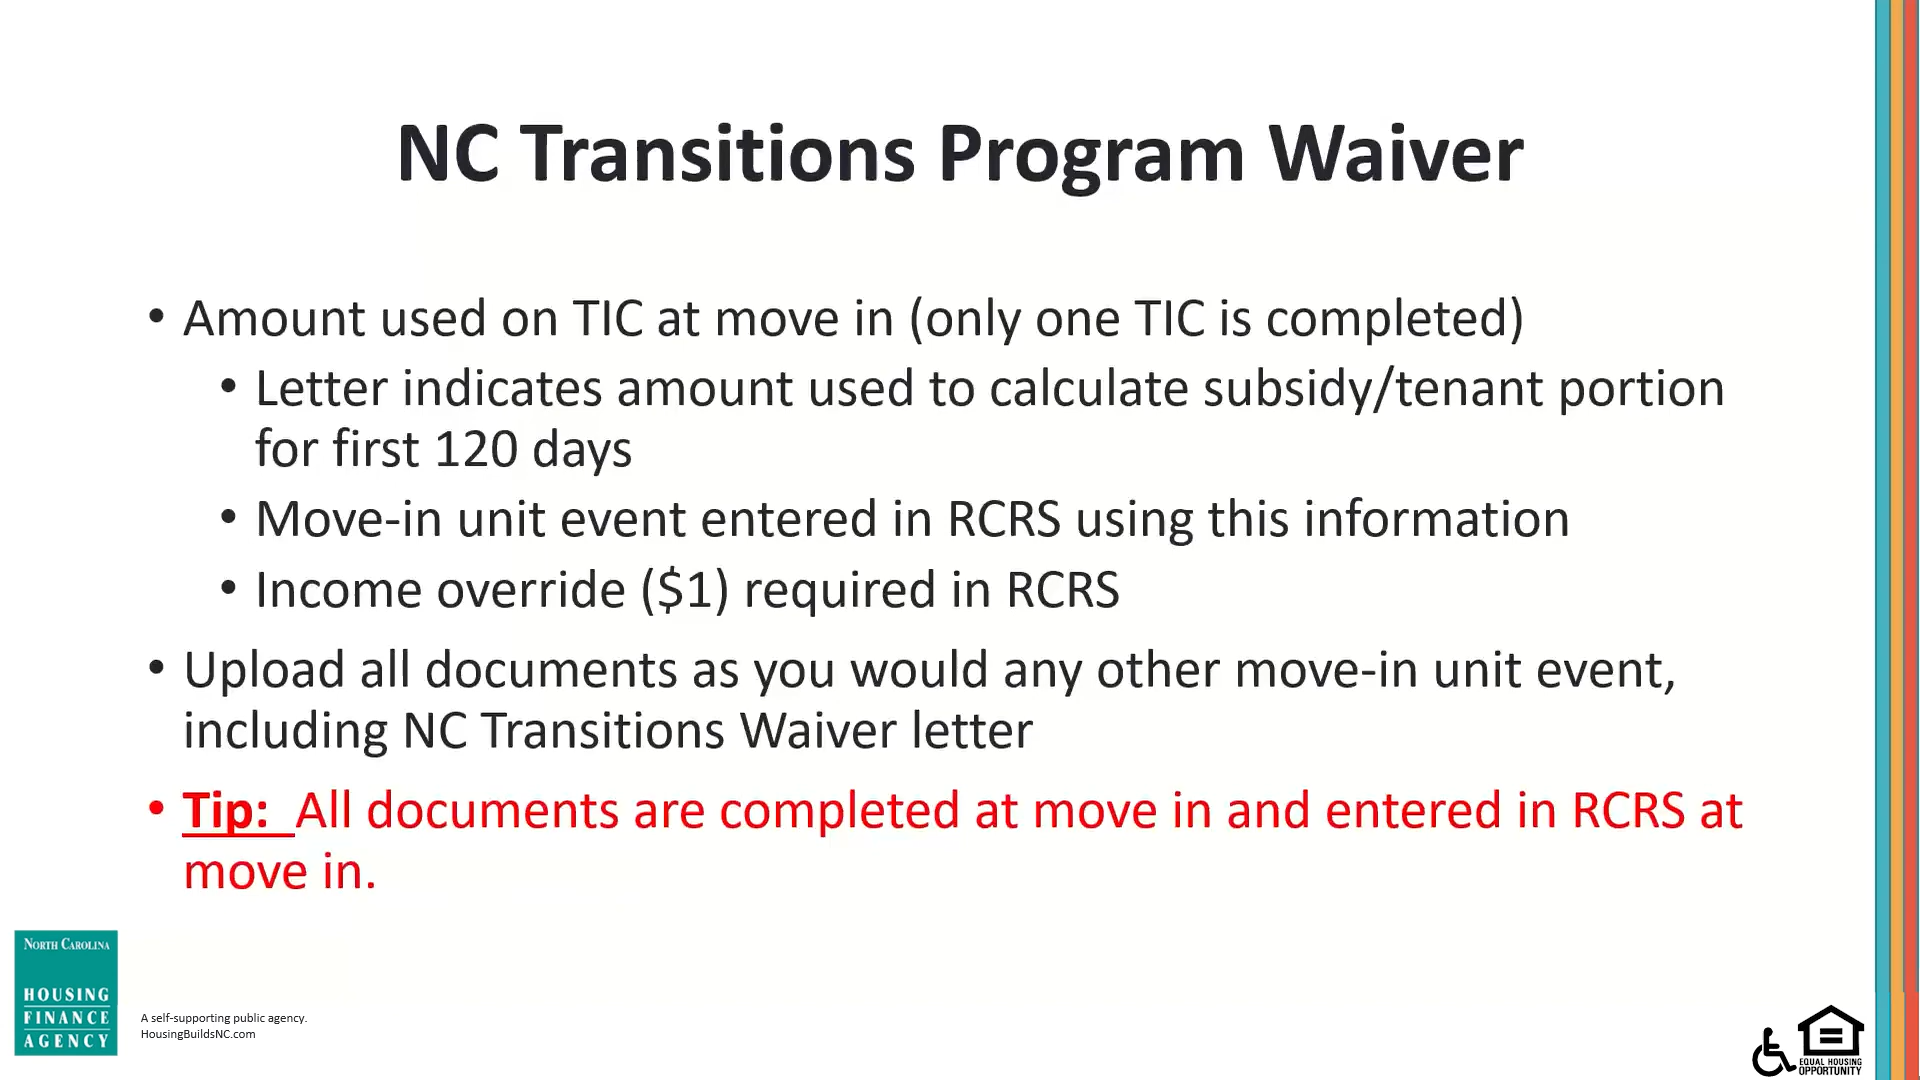 NC Transitions Program Waiver
• Amount used on TIC at move in (only one TIC is completed)
• Letter indicates amount used to calculate subsidy/tenant portion
for first 120 days
• Move-in unit event entered in RCRS using this information
• Income override ($1) required in RCRS
• Upload all documents as you would any other move-in unit event,
including NC Transitions Waiver letter
• Tip: All documents are completed at move in and entered in RCRS at
move in.
NORTH CAROLINA
HOUSING
FINANCE
AGENCY
A self-supporting public agency.
HousingBuildsNC.com
EQUAL HOUSING
OPPORTUNITY